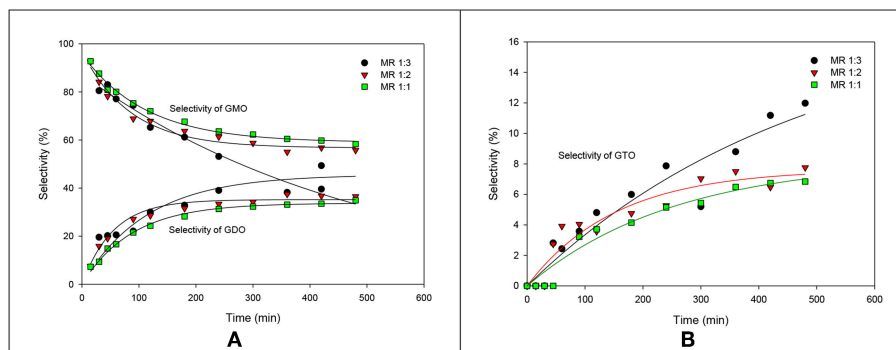 100
80
60
40
20
0
Selectivity (%)
MR 1:3
MR 1:2
MR 1:1
Selectivity of GMO
Selectivity of GDO
0 100 200 300 400 500 600
Time (min)
A
16
14
12
10
8
6
4
2
0
Selectivity (%)
MR 1:3
MR 1:2
MR 1:1
Selectivity of GTO
0 100 200 300 400 500 600
Time (min)
B